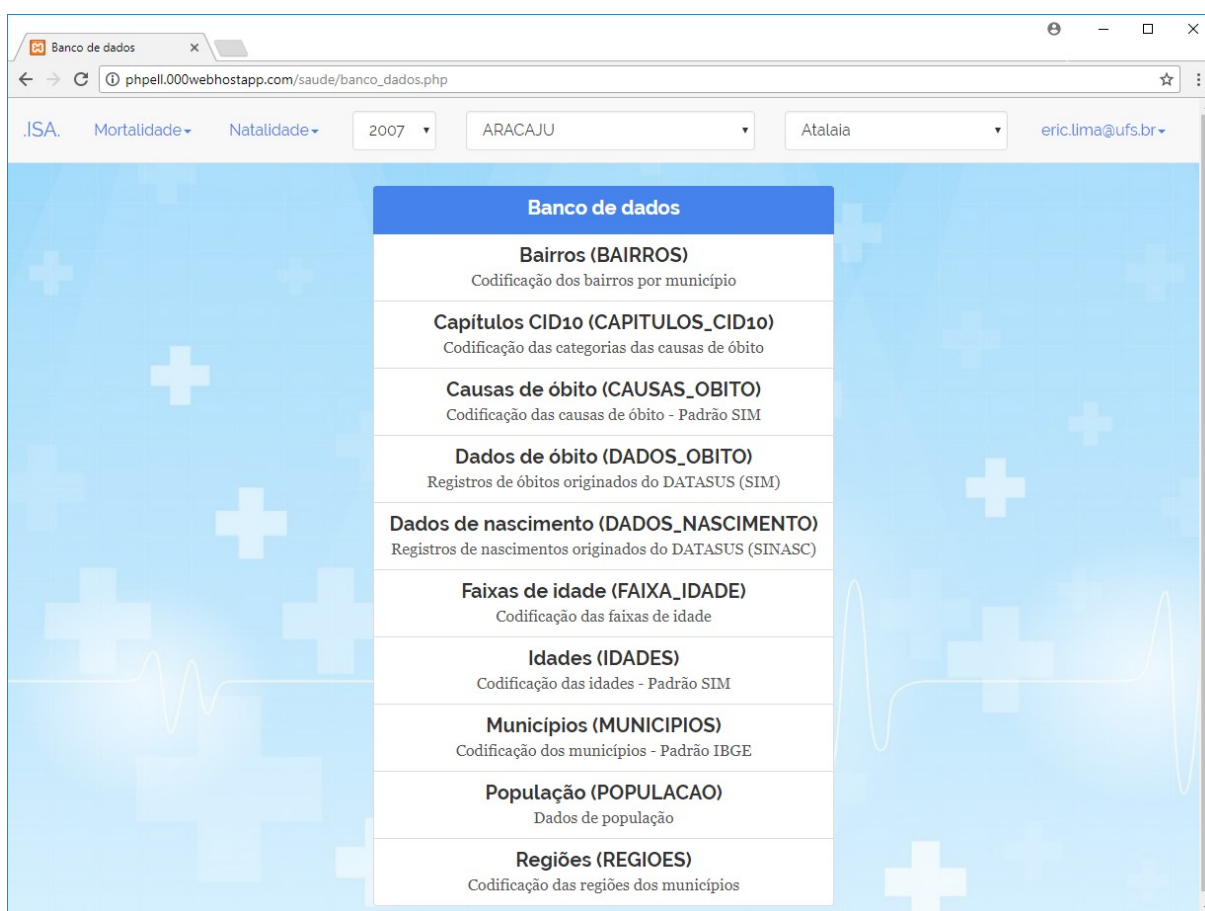 Banco de dados
phpell.000webhostapp.com/saude/banco_dados.php
.ISA. Mortalidade Natalidade 2007 ARACAJU Atalaia eric.lima@ufs.br
Banco de dados
Bairros (BAIRROS)
Codificação dos bairros por município
Capítulos CID10 (CAPITULOS_CID10)
Codificação das categorias das causas de óbito
Causas de óbito (CAUSAS_OBITO)
Codificação das causas de óbito - Padrão SIM
Dados de óbito (DADOS_OBITO)
Registros de óbitos originados do DATASUS (SIM)
Dados de nascimento (DADOS_NASCIMENTO)
Registros de nascimentos originados do DATASUS (SINASC)
Faixas de idade (FAIXA_IDADE)
Codificação das faixas de idade
Idades (IDADES)
Codificação das idades - Padrão SIM
Municípios (MUNICIPIOS)
Codificação dos municípios - Padrão IBGE
População (POPULACAO)
Dados de população
Regiões (REGIOES)
Codificação das regiões dos municípios